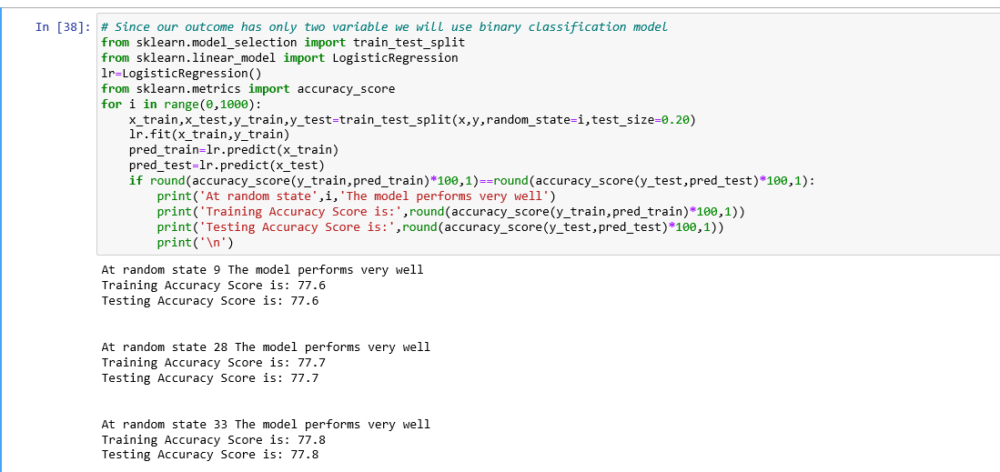 In [38]: # Since our outcome has only two variable we will use binary classification model
from sklearn.model_selection import train_test_split
from sklearn.linear_model import LogisticRegression
lr=LogisticRegression()
from sklearn.metrics import accuracy_score
for i in range(0,1000):
    x_train,x_test,y_train,y_test=train_test_split(x,y,random_state=i,test_size=0.20)
    lr.fit(x_train,y_train)
    pred_train=lr.predict(x_train)
    pred_test=lr.predict(x_test)
    if round(accuracy_score(y_train,pred_train)*100,1)==round(accuracy_score(y_test,pred_test)*100,1):
        print('At random state',i,'The model performs very well')
        print('Training Accuracy Score is:',round(accuracy_score(y_train,pred_train)*100,1))
        print('Testing Accuracy Score is:',round(accuracy_score(y_test,pred_test)*100,1))
        print('\n')
At random state 9 The model performs very well
Training Accuracy Score is: 77.6
Testing Accuracy Score is: 77.6
At random state 28 The model performs very well
Training Accuracy Score is: 77.7
Testing Accuracy Score is: 77.7
At random state 33 The model performs very well
Training Accuracy Score is: 77.8
Testing Accuracy Score is: 77.8